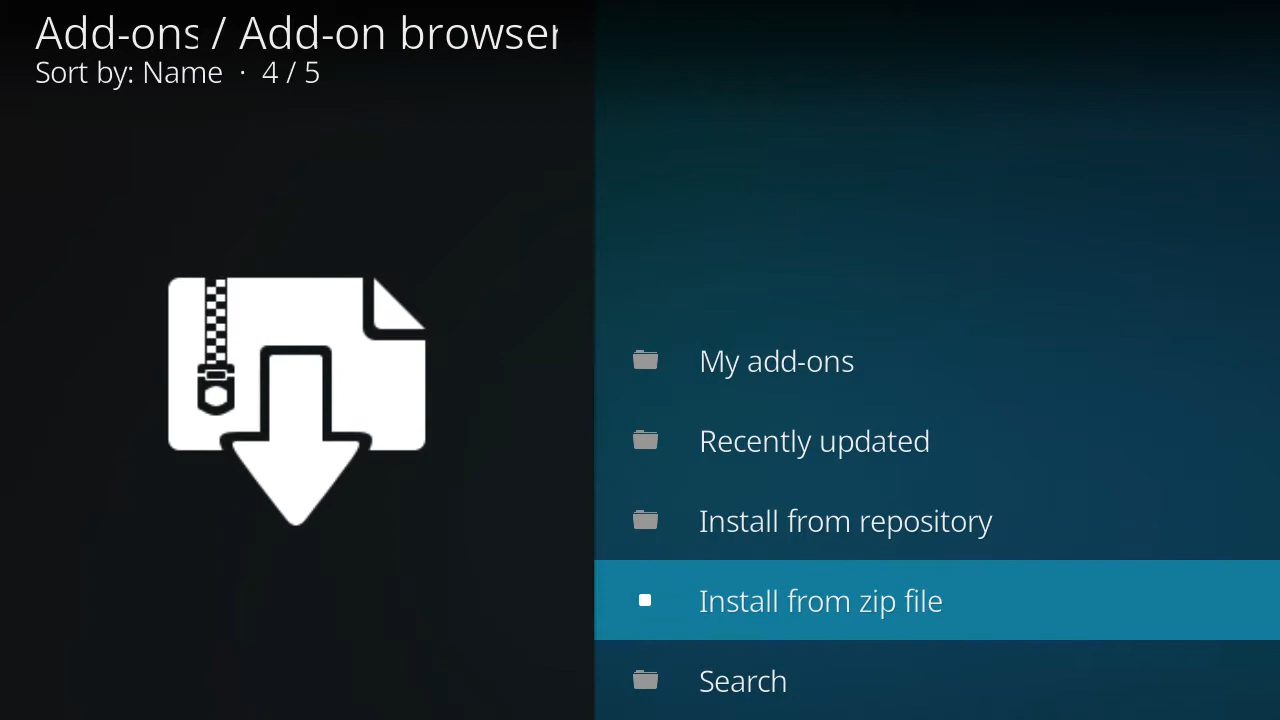 Add-ons / Add-on browser
Sort by: Name · 4 / 5
My add-ons
Recently updated
Install from repository
Install from zip file
Search